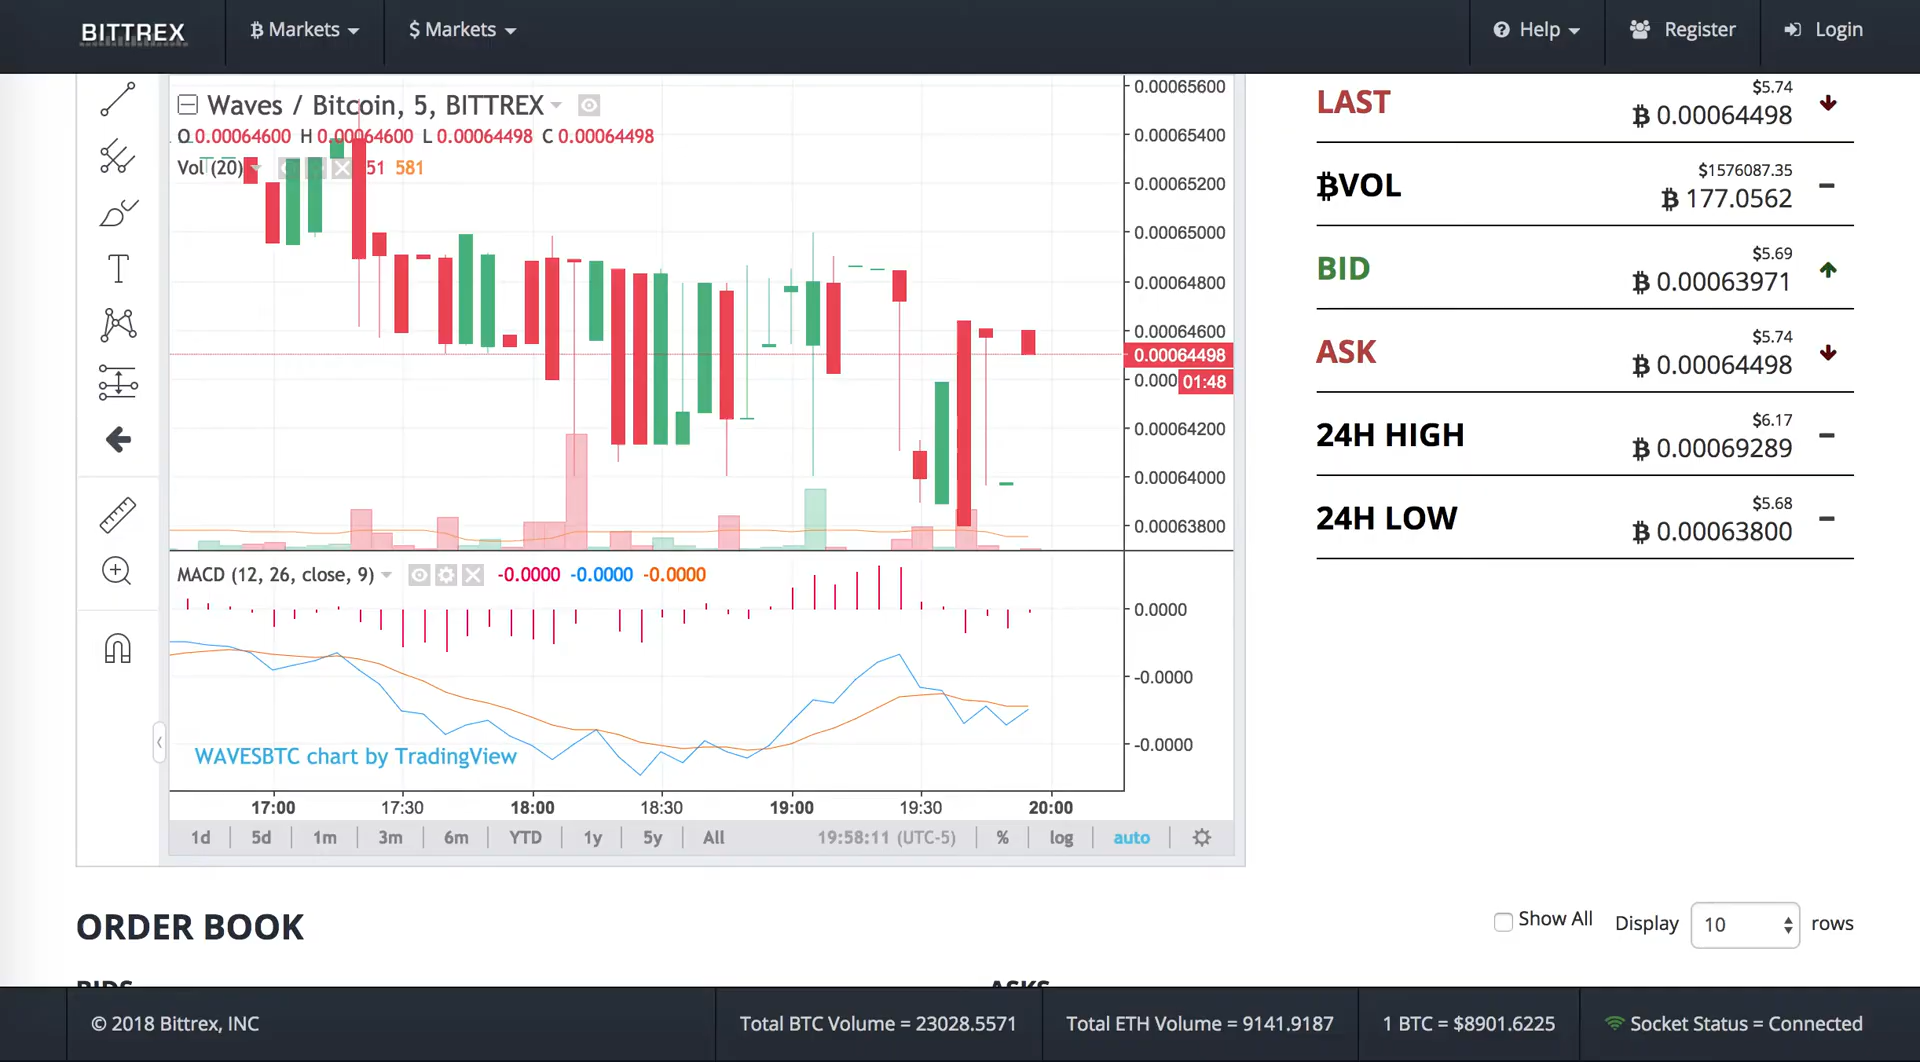 BITTREX
Ƀ Markets
$ Markets
Help
Register
Login
Waves / Bitcoin, 5, BITTREX
O 0.00064600 H 0.00064600 L 0.00064498 C 0.00064498
Vol (20) 51 581
0.00065600
0.00065400
0.00065200
0.00065000
0.00064800
0.00064600
0.00064498
0.000
01:48
0.00064200
0.00064000
0.00063800
MACD (12, 26, close, 9) -0.0000 -0.0000 -0.0000
0.0000
-0.0000
-0.0000
WAVESBTC chart by TradingView
17:00 17:30 18:00 18:30 19:00 19:30 20:00
1d 5d 1m 3m 6m YTD 1y 5y All 19:58:11 (UTC-5) % log auto
$5.74
LAST Ƀ 0.00064498
$1576087.35
ɃVOL Ƀ 177.0562
$5.69
BID Ƀ 0.00063971
$5.74
ASK Ƀ 0.00064498
$6.17
24H HIGH Ƀ 0.00069289
$5.68
24H LOW Ƀ 0.00063800
ORDER BOOK
Show All Display 10 rows
BIDS
ASKS
© 2018 Bittrex, INC
Total BTC Volume = 23028.5571
Total ETH Volume = 9141.9187
1 BTC = $8901.6225
Socket Status = Connected